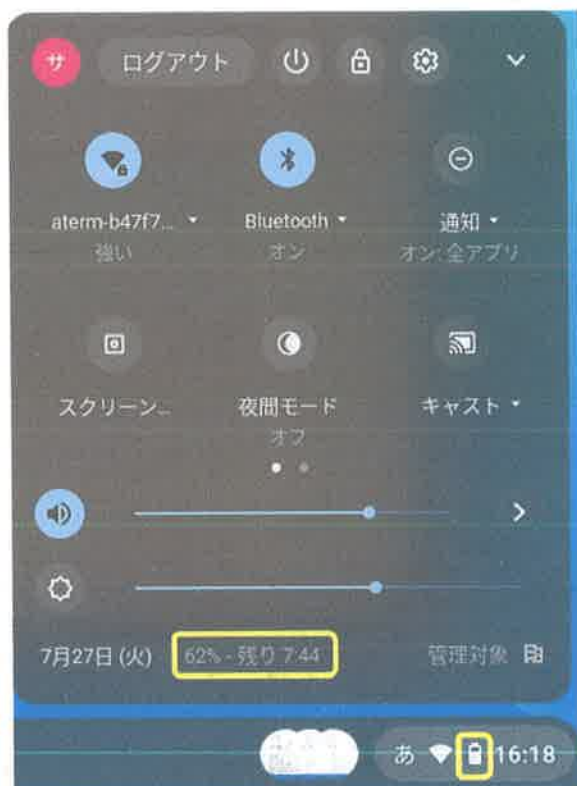 サ ログアウト
aterm-b47f7... Bluetooth 通知
強い オン オン: 全アプリ
スクリーン... 夜間モード キャスト
オフ
7月27日 (火) 62% - 残り 7:44 管理対象
あ 16:18